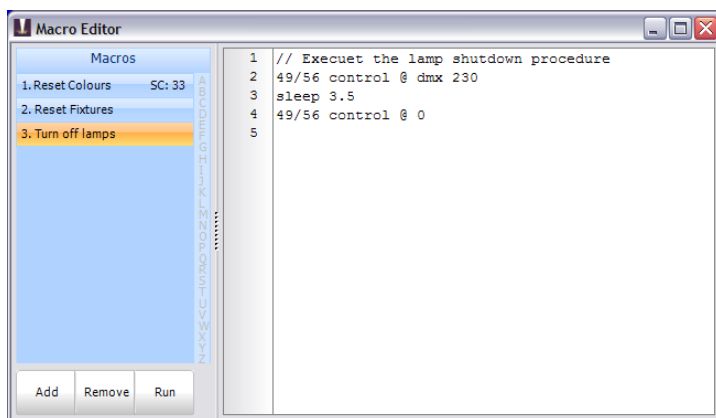 Macro Editor
Macros
1. Reset Colours SC: 33
2. Reset Fixtures
3. Turn off lamps
A
B
C
D
E
F
G
H
I
J
K
L
M
N
O
P
Q
R
S
T
U
V
W
X
Y
Z
Add Remove Run
1 // Execuet the lamp shutdown procedure
2 49/56 control @ dmx 230
3 sleep 3.5
4 49/56 control @ 0
5